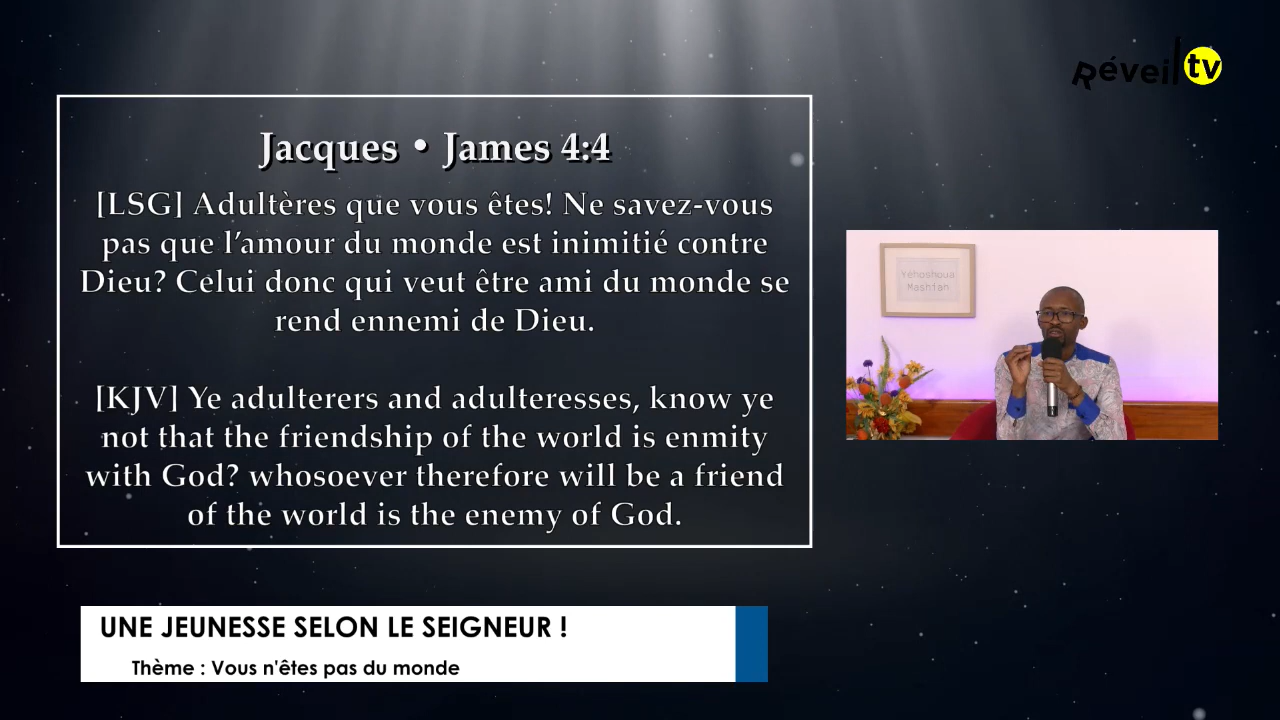 Réveil tv
Jacques • James 4:4
[LSG] Adultères que vous êtes! Ne savez-vous
pas que l’amour du monde est inimitié contre
Dieu? Celui donc qui veut être ami du monde se
rend ennemi de Dieu.
[KJV] Ye adulterers and adulteresses, know ye
not that the friendship of the world is enmity
with God? whosoever therefore will be a friend
of the world is the enemy of God.
Yéhoshoua
Mashiah
UNE JEUNESSE SELON LE SEIGNEUR !
Thème : Vous n'êtes pas du monde